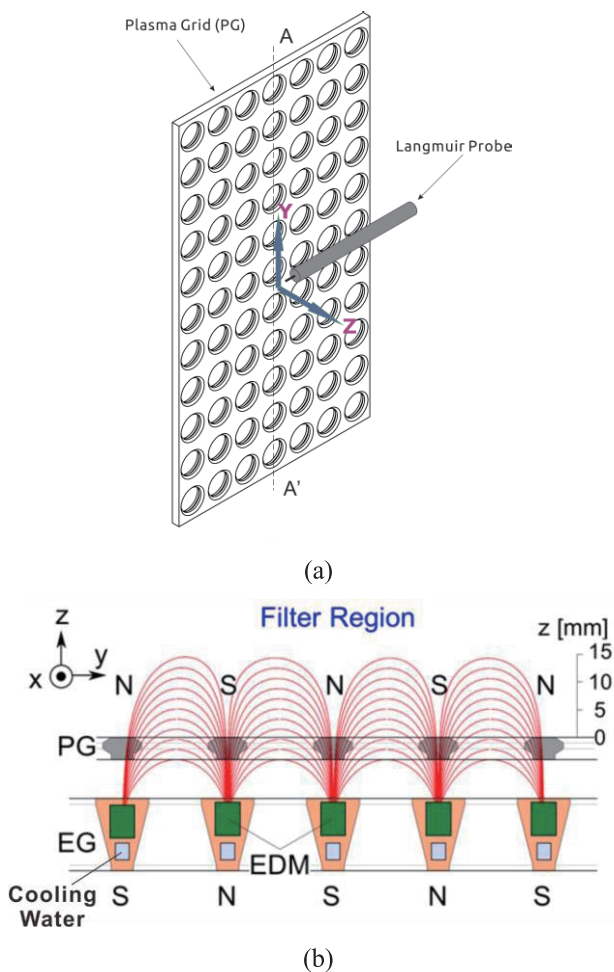 Plasma Grid (PG)
A
Langmuir Probe
Y
Z
A'
(a)
Filter Region
z
z [mm]
15
10
5
0
x
y
N
S
N
S
N
PG
EG
EDM
Cooling
Water
S
N
S
N
S
(b)